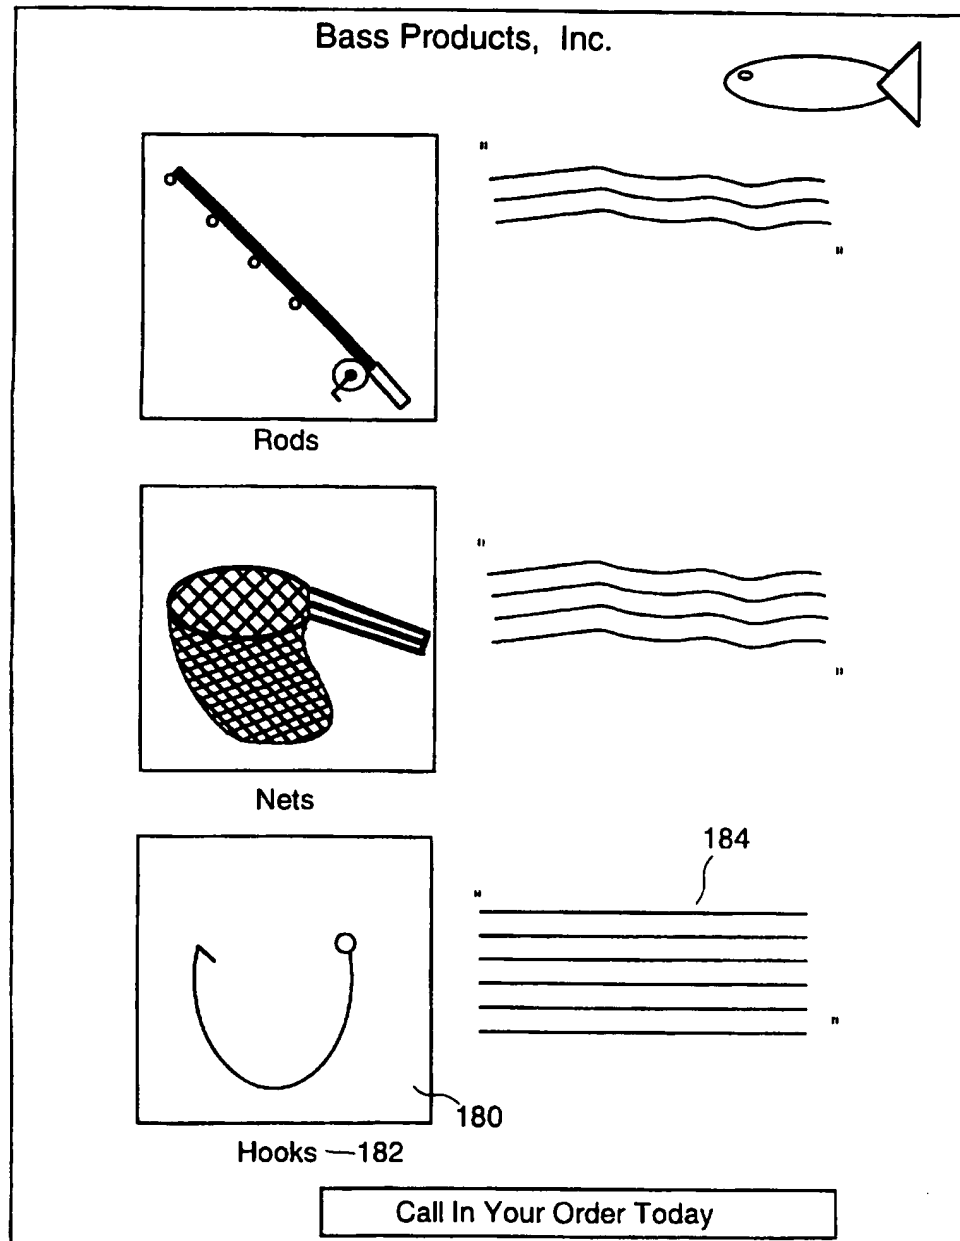 Bass Products, Inc.
"
"
Rods
"
"
Nets
184
"
"
180
Hooks 182
Call In Your Order Today